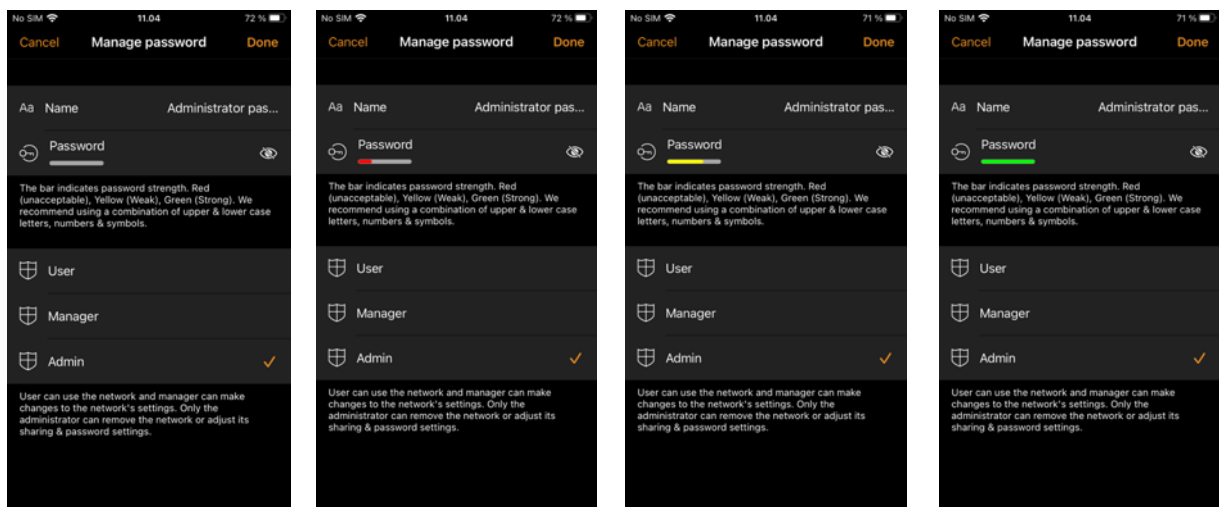 No SIM 11.04 72 %
Cancel Manage password Done
Aa Name Administrator pas...
Password
The bar indicates password strength. Red
(unacceptable), Yellow (Weak), Green (Strong). We
recommend using a combination of upper & lower case
letters, numbers & symbols.
User
Manager
Admin
User can use the network and manager can make
changes to the network's settings. Only the
administrator can remove the network or adjust its
sharing & password settings.
No SIM 11.04 72 %
Cancel Manage password Done
Aa Name Administrator pas...
Password
The bar indicates password strength. Red
(unacceptable), Yellow (Weak), Green (Strong). We
recommend using a combination of upper & lower case
letters, numbers & symbols.
User
Manager
Admin
User can use the network and manager can make
changes to the network's settings. Only the
administrator can remove the network or adjust its
sharing & password settings.
No SIM 11.04 71 %
Cancel Manage password Done
Aa Name Administrator pas...
Password
The bar indicates password strength. Red
(unacceptable), Yellow (Weak), Green (Strong). We
recommend using a combination of upper & lower case
letters, numbers & symbols.
User
Manager
Admin
User can use the network and manager can make
changes to the network's settings. Only the
administrator can remove the network or adjust its
sharing & password settings.
No SIM 11.04 71 %
Cancel Manage password Done
Aa Name Administrator pas...
Password
The bar indicates password strength. Red
(unacceptable), Yellow (Weak), Green (Strong). We
recommend using a combination of upper & lower case
letters, numbers & symbols.
User
Manager
Admin
User can use the network and manager can make
changes to the network's settings. Only the
administrator can remove the network or adjust its
sharing & password settings.